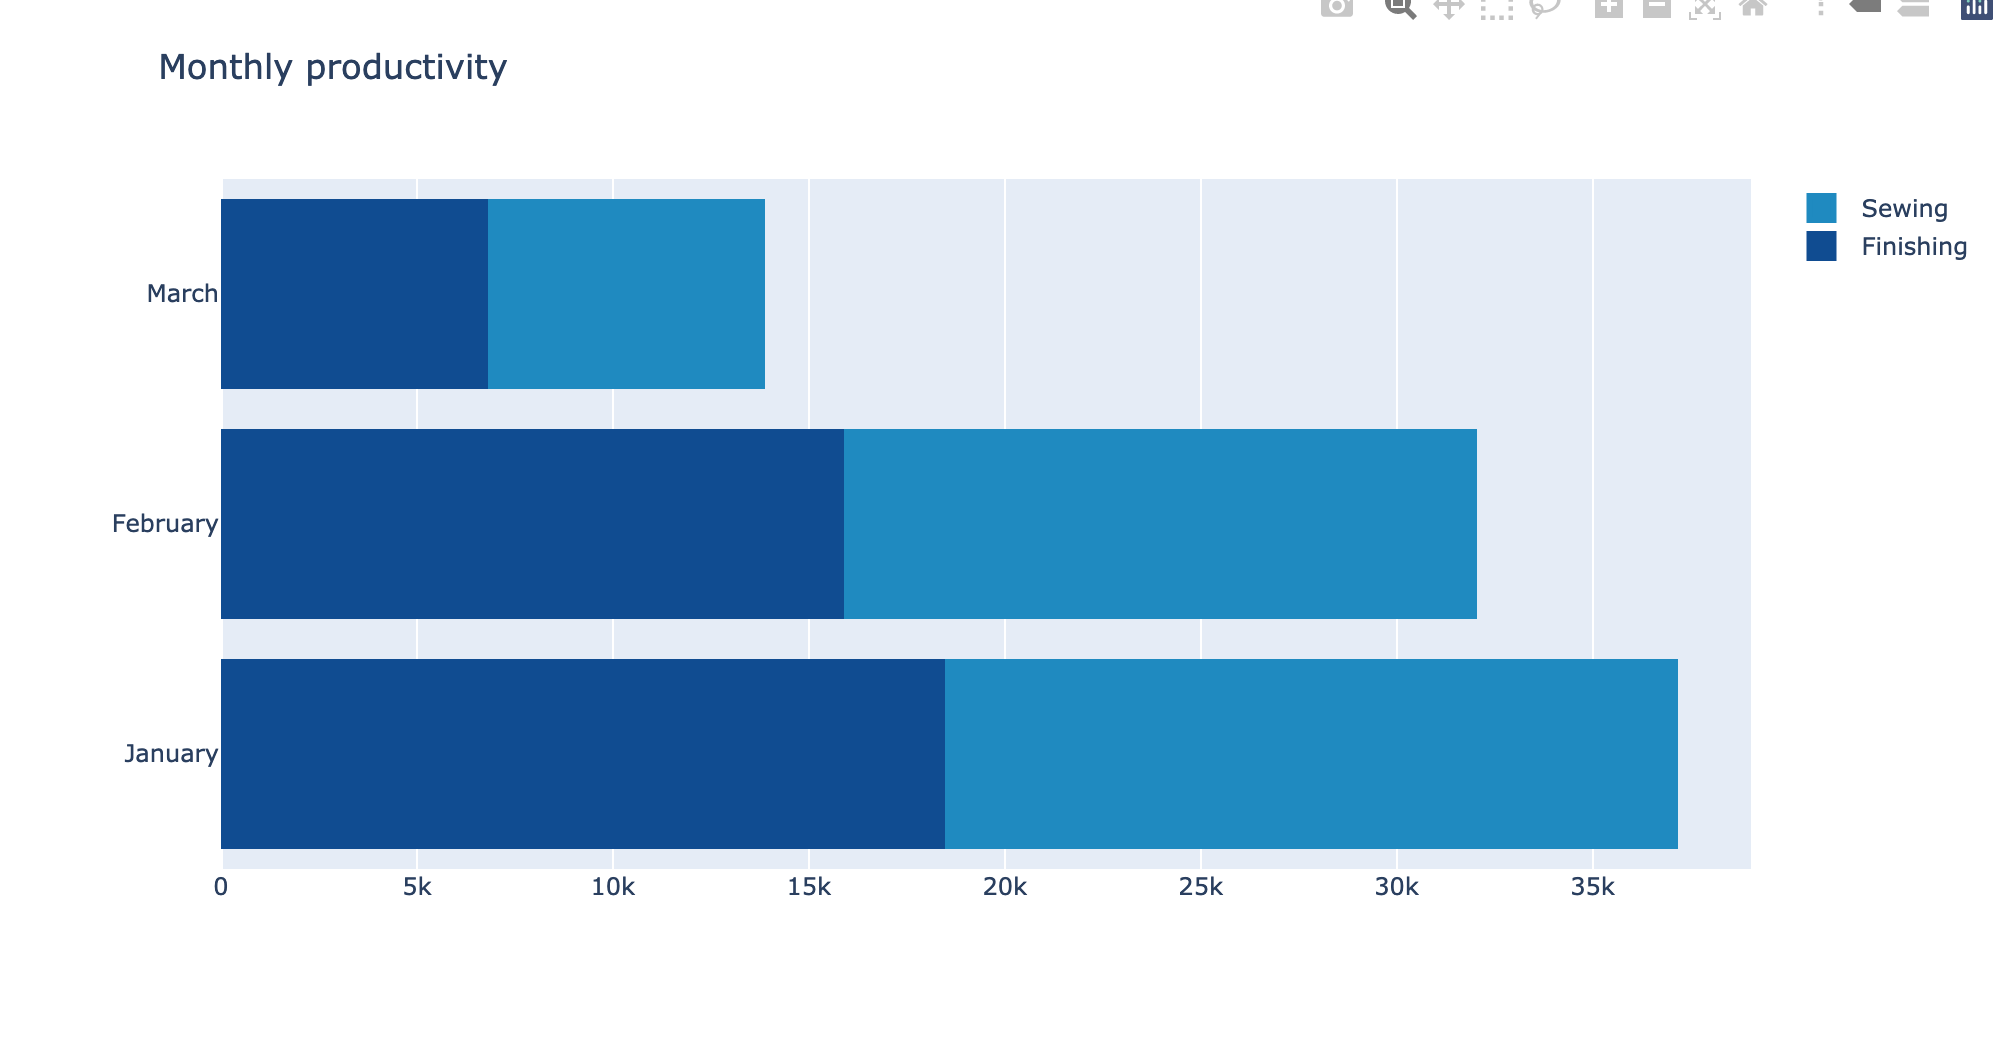 Monthly productivity
Sewing
Finishing
March
February
January
0 5k 10k 15k 20k 25k 30k 35k